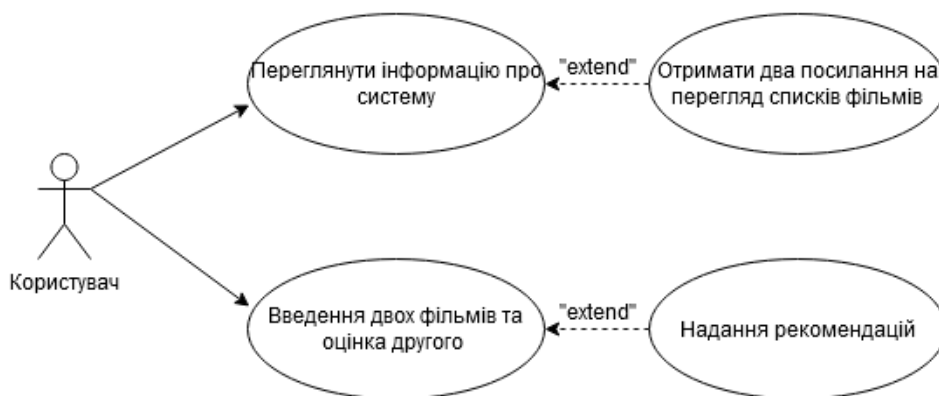 Переглянути інформацію про
систему
"extend"
Отримати два посилання на
перегляд списків фільмів
Користувач
Введення двох фільмів та
оцінка другого
"extend"
Надання рекомендацій